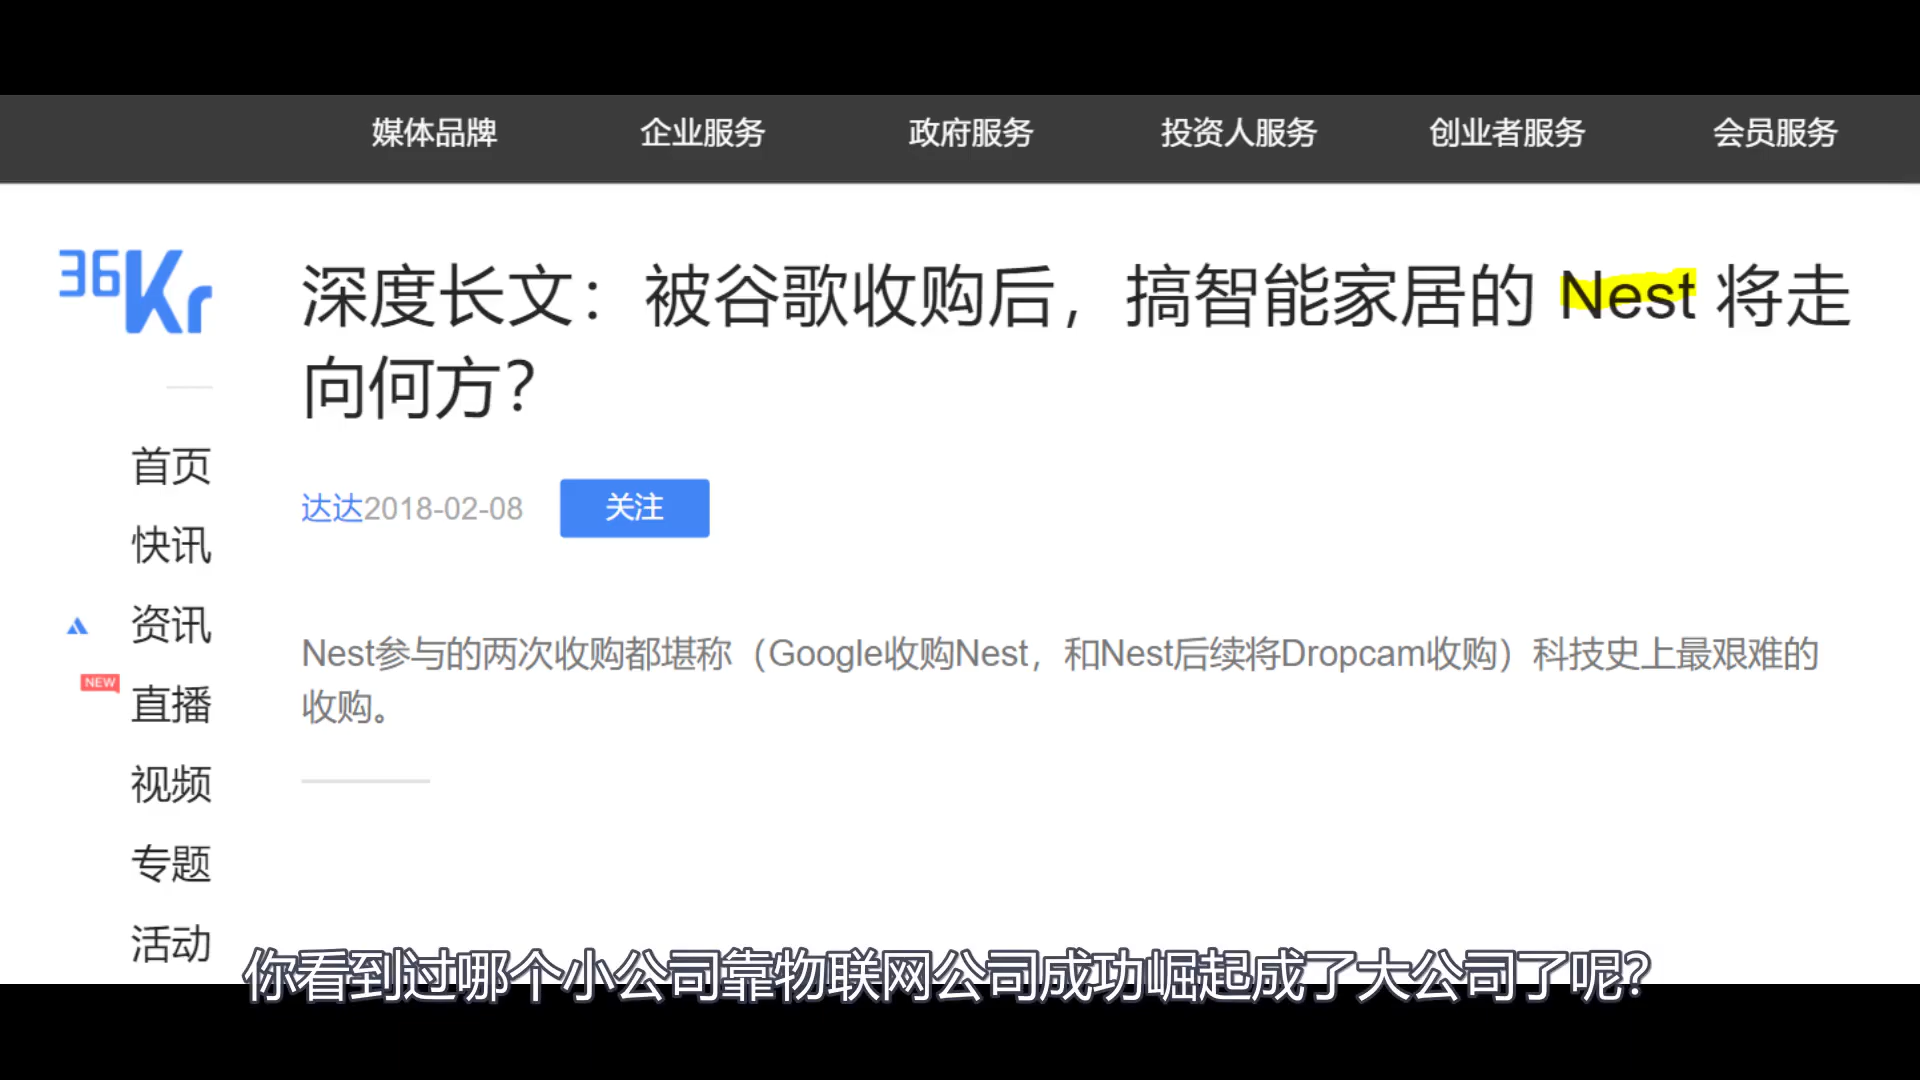 媒体品牌 企业服务 政府服务 投资人服务 创业者服务 会员服务
36Kr
深度长文：被谷歌收购后，搞智能家居的 Nest 将走
向何方？
达达2018-02-08 关注
Nest参与的两次收购都堪称（Google收购Nest，和Nest后续将Dropcam收购）科技史上最艰难的
收购。
首页
快讯
资讯
NEW
直播
视频
专题
活动
你看到过哪个小公司靠物联网公司成功崛起成了大公司了呢？